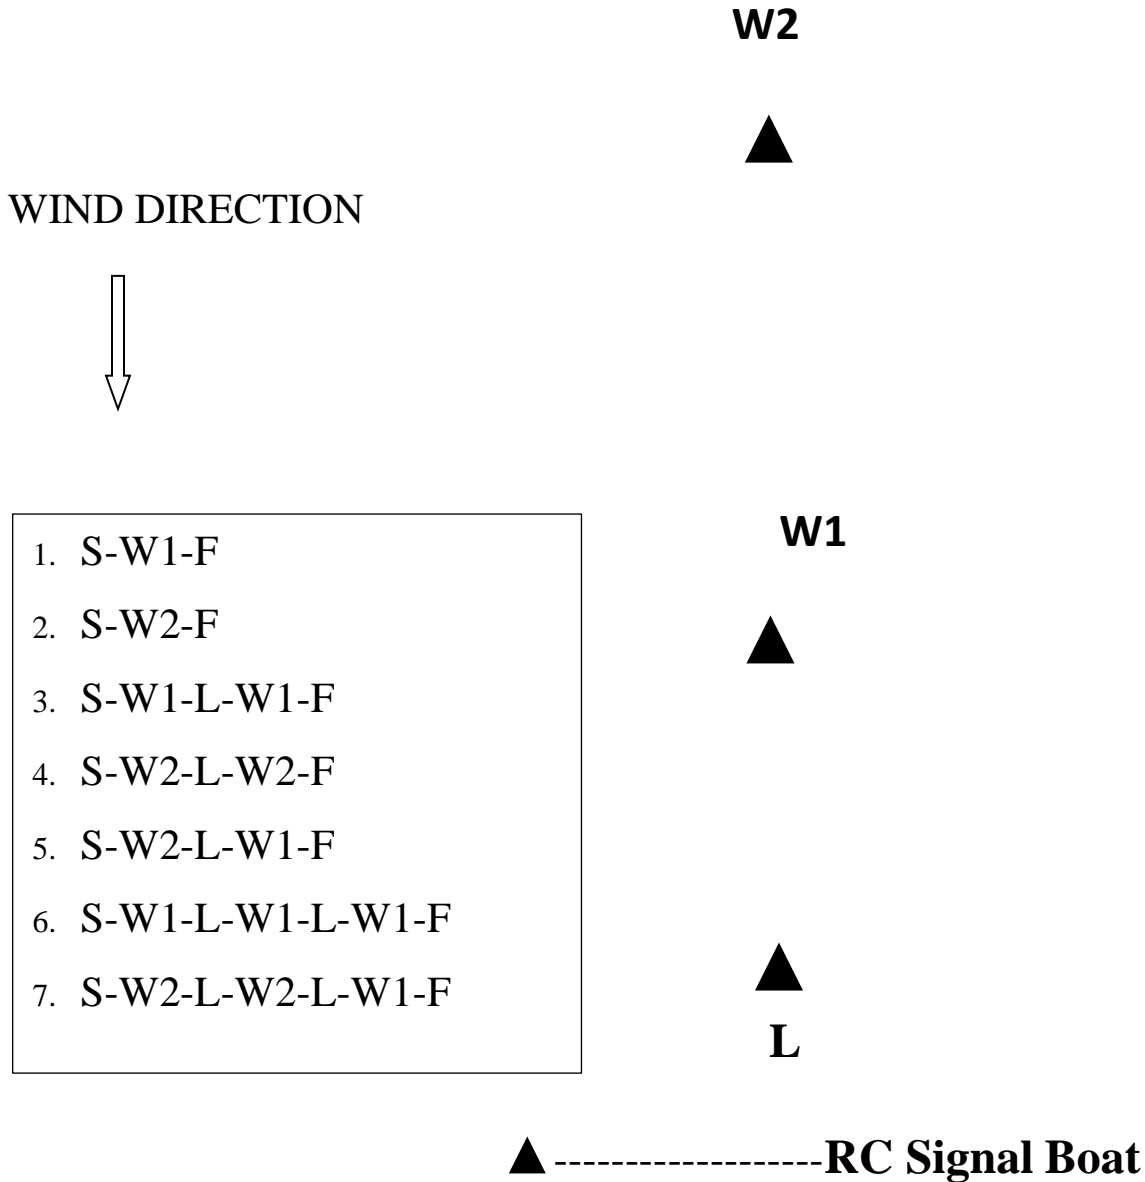 W2
WIND DIRECTION
W1
1. S-W1-F
2. S-W2-F
3. S-W1-L-W1-F
4. S-W2-L-W2-F
5. S-W2-L-W1-F
6. S-W1-L-W1-L-W1-F
7. S-W2-L-W2-L-W1-F
L
-------------------RC Signal Boat